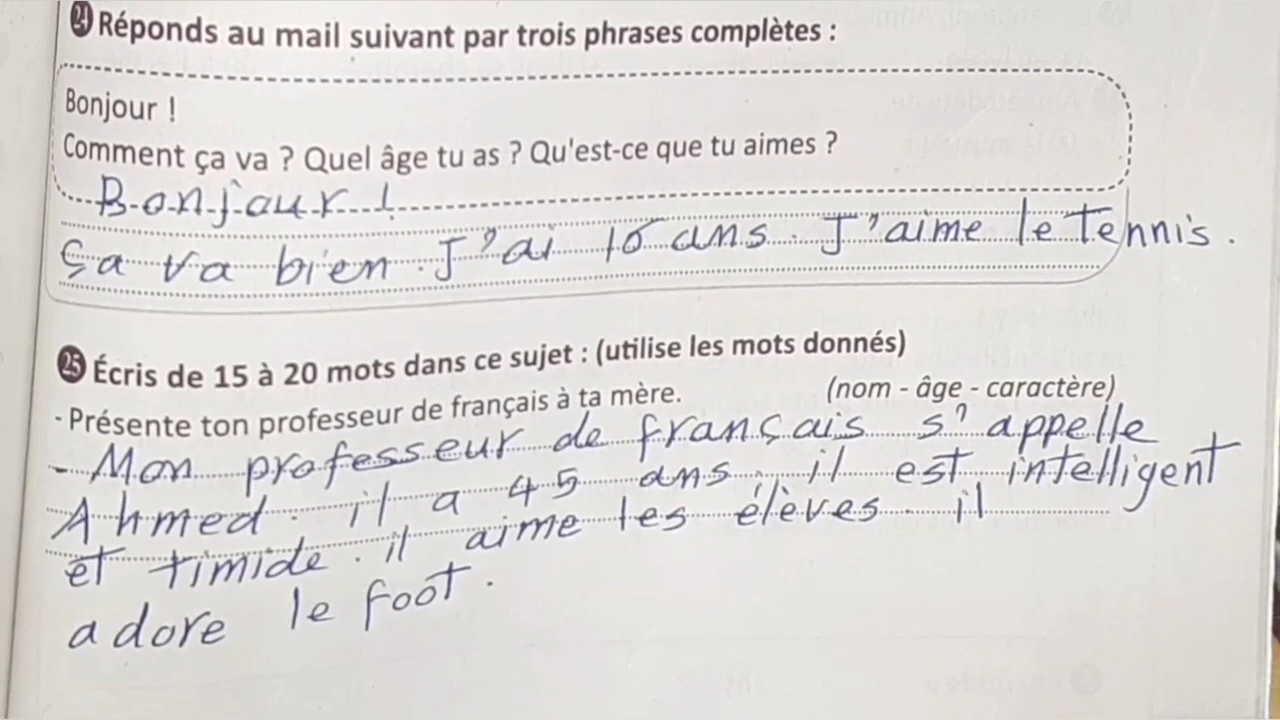 24 Réponds au mail suivant par trois phrases complètes :
Bonjour !
Comment ça va ? Quel âge tu as ? Qu'est-ce que tu aimes ?
Bonjour !
Ça va bien. J'ai 16 ans. J'aime le tennis.
25 Écris de 15 à 20 mots dans ce sujet : (utilise les mots donnés)
- Présente ton professeur de français à ta mère. (nom - âge - caractère)
- Mon professeur de français s'appelle
Ahmed. il a 45 ans. il est intelligent
et timide. il aime les élèves. il
adore le foot.